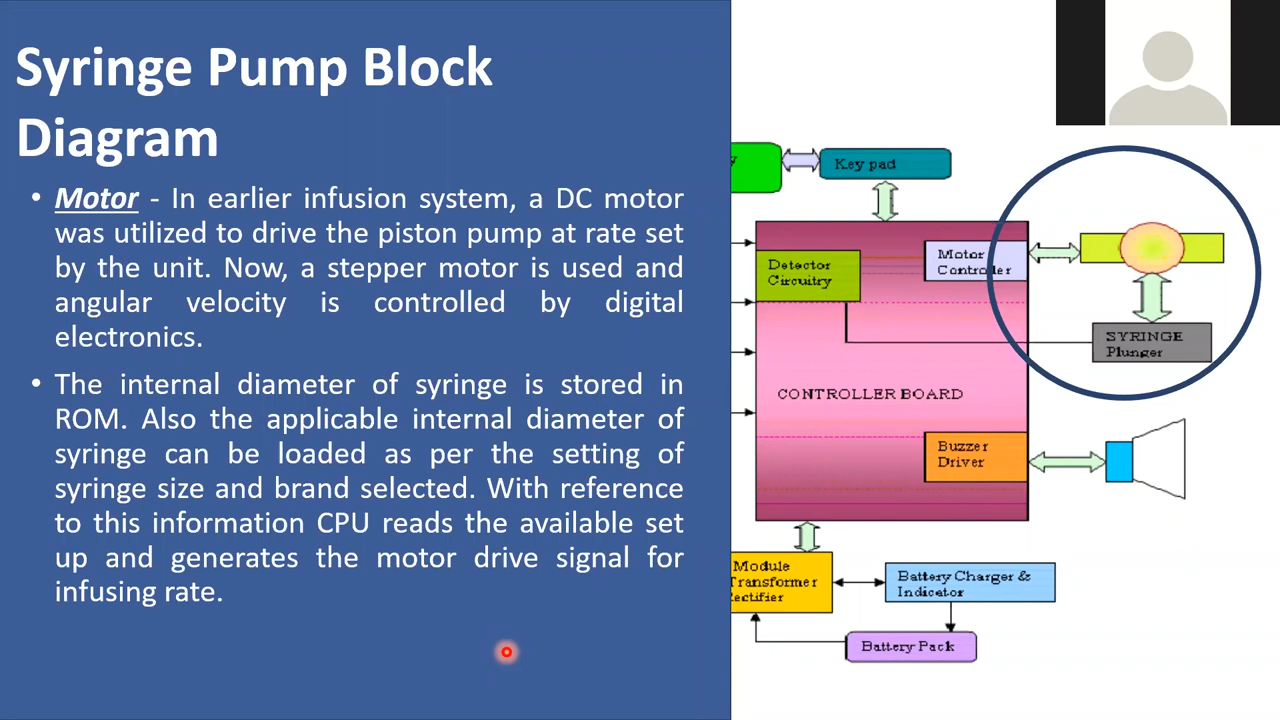 Syringe Pump Block
Diagram
• Motor - In earlier infusion system, a DC motor
was utilized to drive the piston pump at rate set
by the unit. Now, a stepper motor is used and
angular velocity is controlled by digital
electronics.
• The internal diameter of syringe is stored in
ROM. Also the applicable internal diameter of
syringe can be loaded as per the setting of
syringe size and brand selected. With reference
to this information CPU reads the available set
up and generates the motor drive signal for
infusing rate.
y
Key pad
Detector
Circuitry
Motor
Controller
SYRINGE
Plunger
CONTROLLER BOARD
Buzzer
Driver
Module
Transformer
Rectifier
Battery Charger &
Indicator
Battery Pack